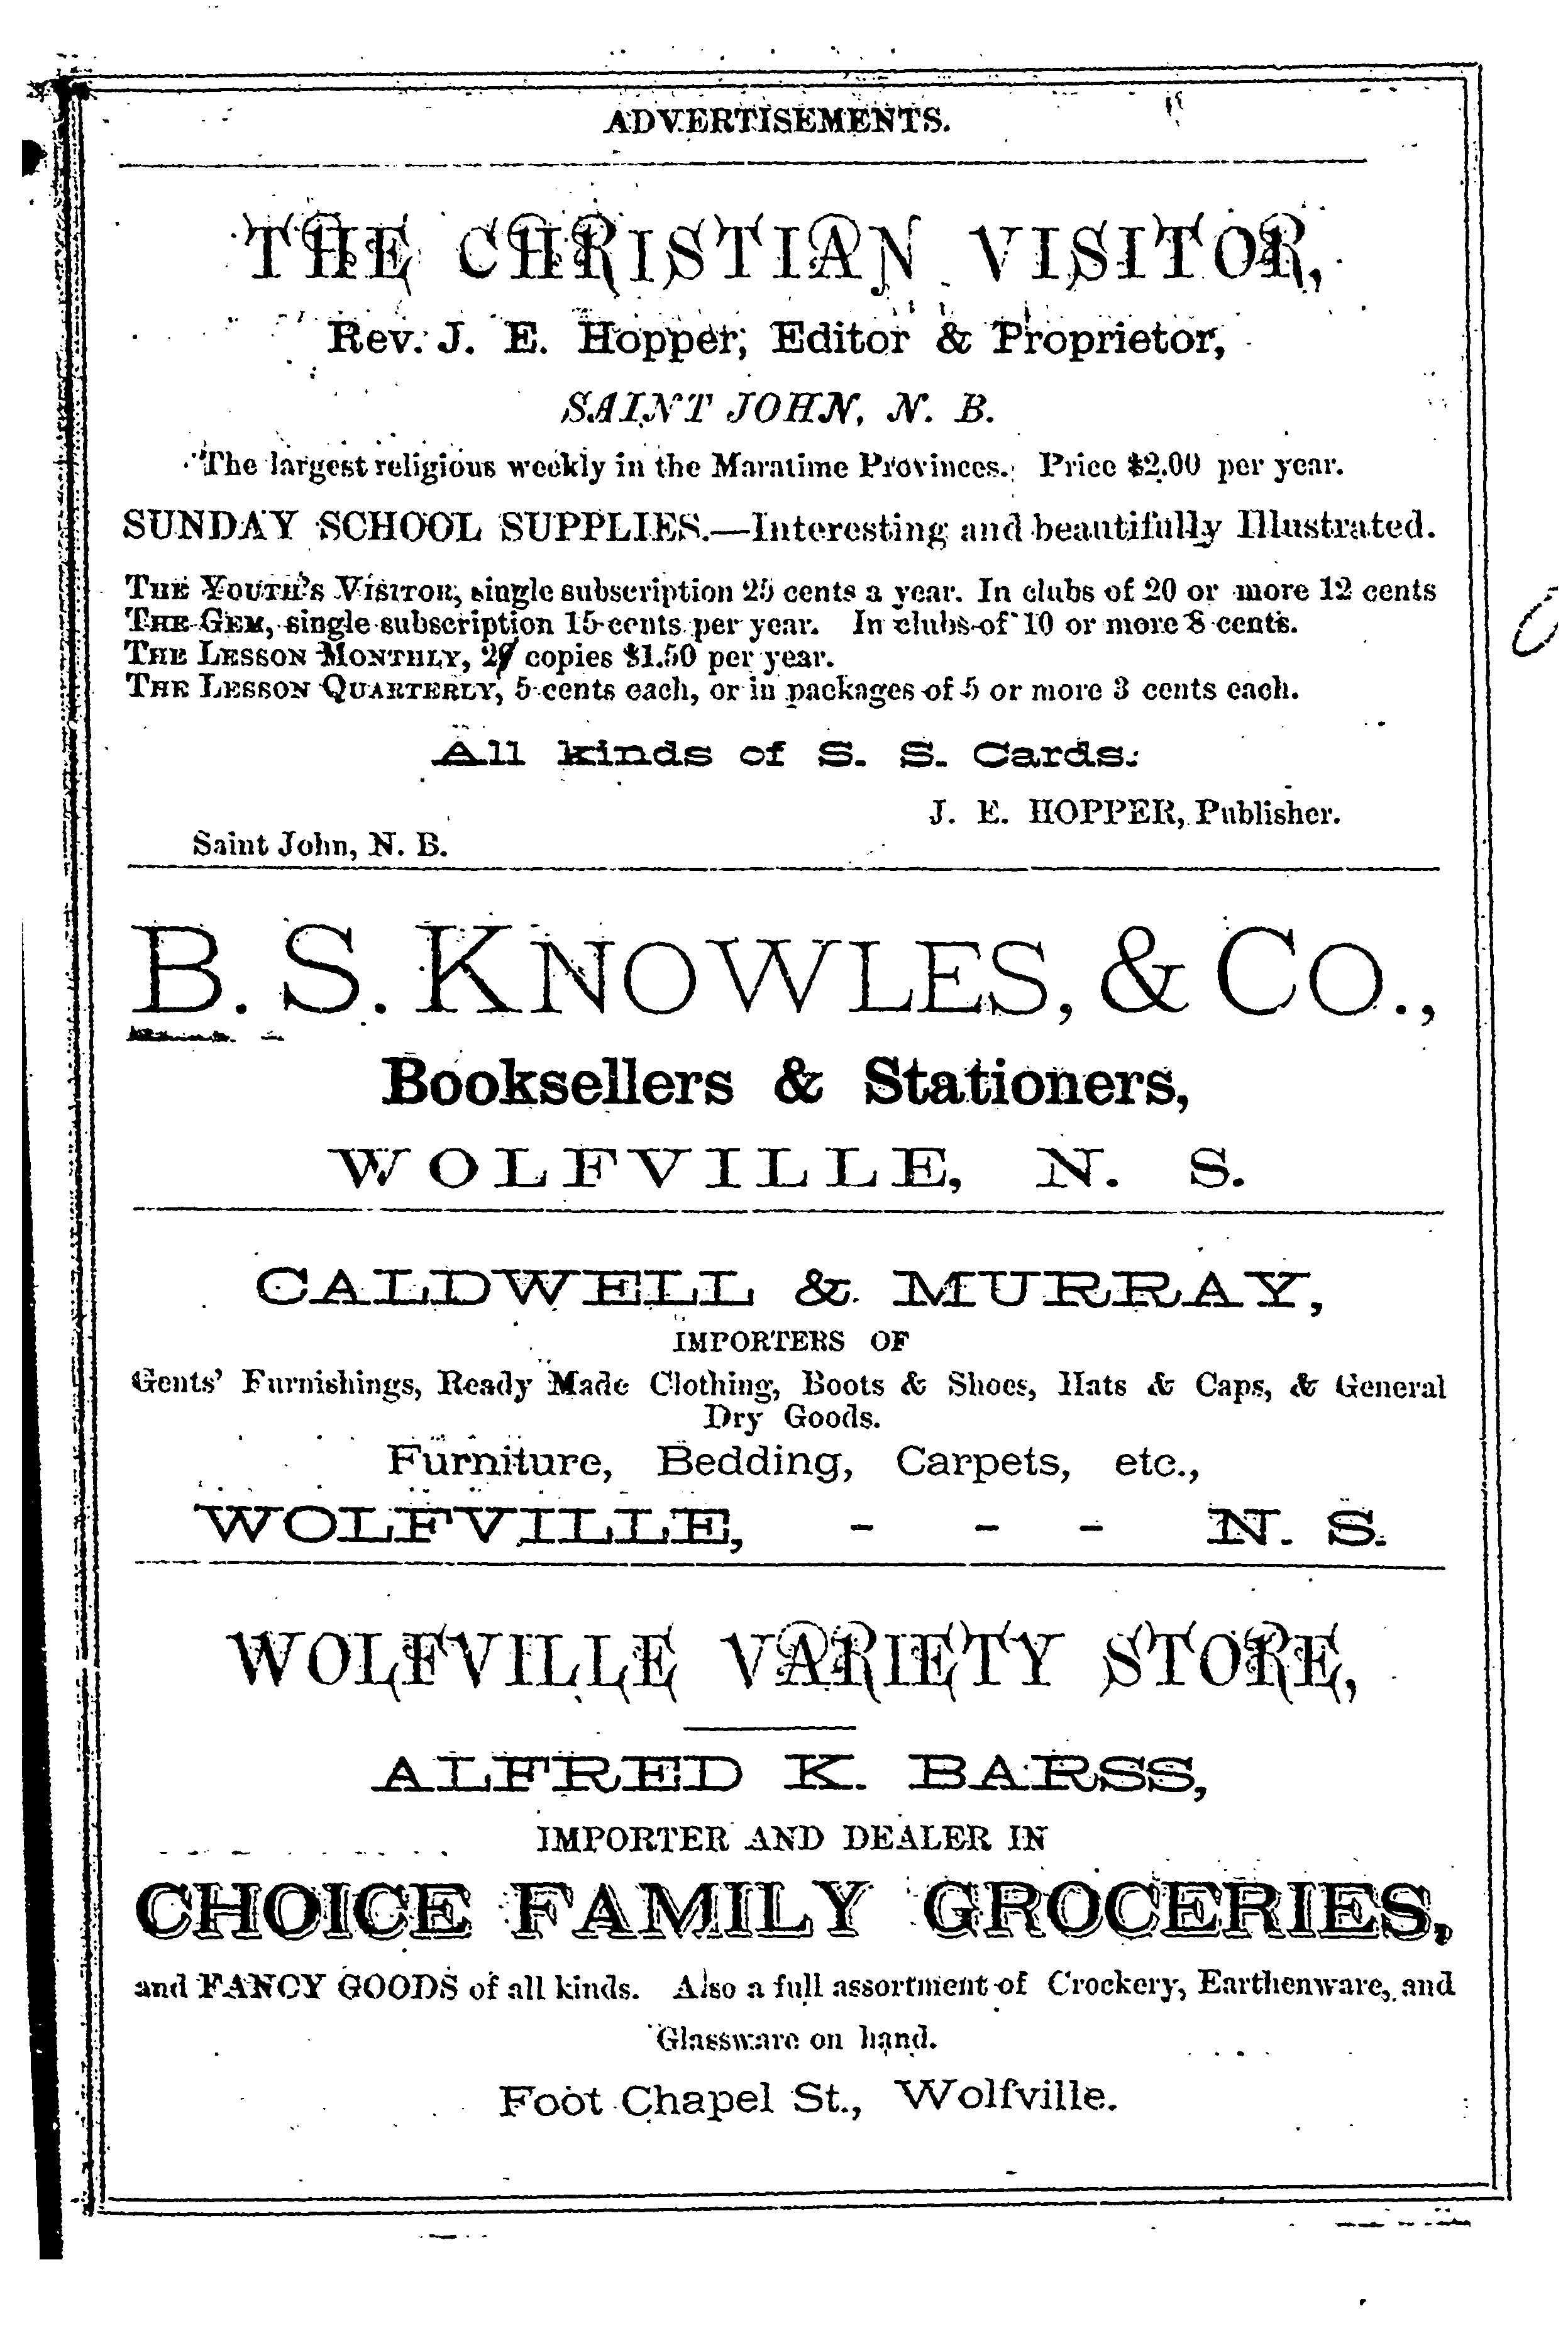 ADVERTISEMENTS.
THE CHRISTIAN VISITOR,
Rev. J. E. Hopper, Editor & Proprietor,
SAINT JOHN, N. B.
The largest religious weekly in the Maratime Provinces. Price $2.00 per year.
SUNDAY SCHOOL SUPPLIES.—Interesting and beautifully Illustrated.
THE YOUTH'S VISITOR, single subscription 25 cents a year. In clubs of 20 or more 12 cents
THE GEM, single subscription 15 cents per year. In clubs of 10 or more 8 cents.
THE LESSON MONTHLY, copies $1.50 per year.
THE LESSON QUARTERLY, 5 cents each, or in packages of 5 or more 3 cents each.
All kinds of S. S. Cards.
J. E. HOPPER, Publisher.
Saint John, N. B.
B. S. KNOWLES, & CO.,
Booksellers & Stationers,
WOLFVILLE, N. S.
CALDWELL & MURRAY,
IMPORTERS OF
Gents' Furnishings, Ready Made Clothing, Boots & Shoes, Hats & Caps, & General
Dry Goods.
Furniture, Bedding, Carpets, etc.,
WOLFVILLE, - - - N. S.
WOLFVILLE VARIETY STORE,
ALFRED K. BARSS,
IMPORTER AND DEALER IN
CHOICE FAMILY GROCERIES,
and FANCY GOODS of all kinds. Also a full assortment of Crockery, Earthenware, and
Glassware on hand.
Foot Chapel St., Wolfville.